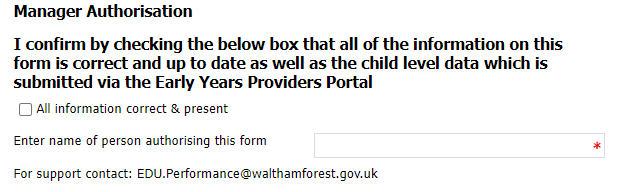 Manager Authorisation
I confirm by checking the below box that all of the information on this
form is correct and up to date as well as the child level data which is
submitted via the Early Years Providers Portal
All information correct & present
Enter name of person authorising this form
*
For support contact: EDU.Performance@walthamforest.gov.uk